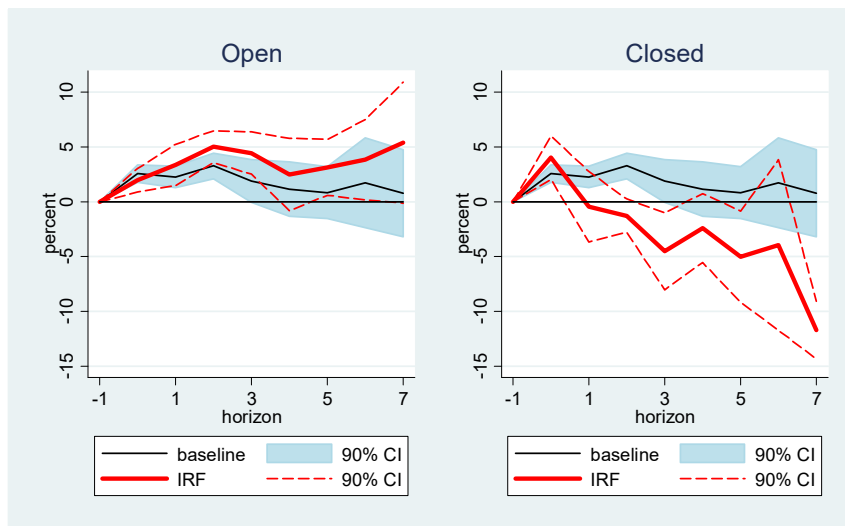 Open
10
5
0
-5
-10
-15
percent
-1 1 3 5 7
horizon
baseline 90% CI
IRF 90% CI
Closed
10
5
0
-5
-10
-15
percent
-1 1 3 5 7
horizon
baseline 90% CI
IRF 90% CI